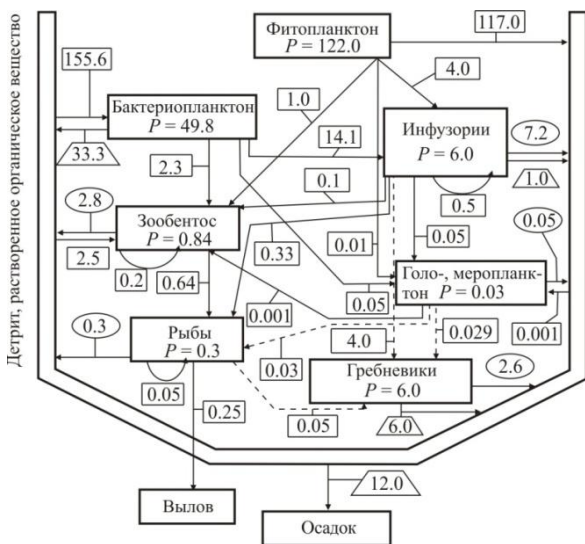 Детрит, растворенное органическое вещество
Фитопланктон
P = 122.0
117.0
155.6
4.0
1.0
Бактериопланктон
P = 49.8
Инфузории
P = 6.0
7.2
33.3
14.1
2.3
1.0
0.1
2.8
0.5
0.05
Зообентос
P = 0.84
0.33
0.01
0.05
2.5
0.2
0.64
Голо-, меропланк-
тон P = 0.03
0.001
0.05
0.3
Рыбы
P = 0.3
4.0
0.029
0.001
0.03
Гребневики
P = 6.0
2.6
0.05
0.25
0.05
6.0
12.0
Вылов
Осадок